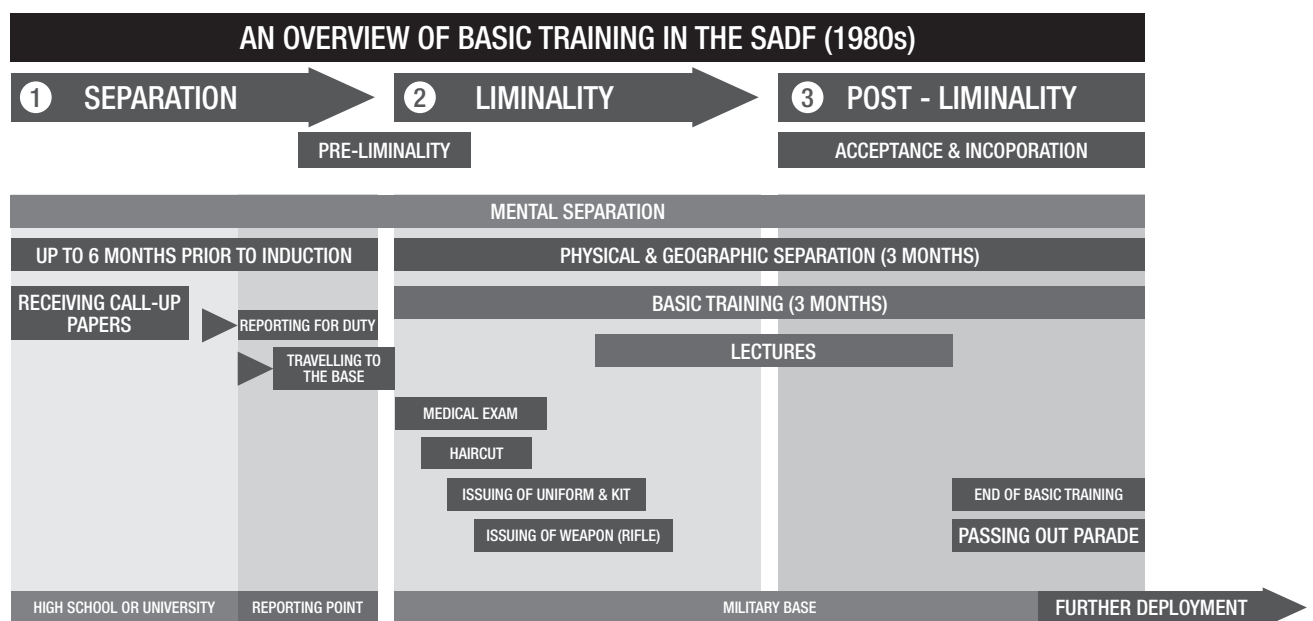 AN OVERVIEW OF BASIC TRAINING IN THE SADF (1980s)
1 SEPARATION
2 LIMINALITY
3 POST - LIMINALITY
PRE-LIMINALITY
ACCEPTANCE & INCOPORATION
MENTAL SEPARATION
UP TO 6 MONTHS PRIOR TO INDUCTION
PHYSICAL & GEOGRAPHIC SEPARATION (3 MONTHS)
RECEIVING CALL-UP
PAPERS
BASIC TRAINING (3 MONTHS)
REPORTING FOR DUTY
LECTURES
TRAVELLING TO
THE BASE
MEDICAL EXAM
HAIRCUT
ISSUING OF UNIFORM & KIT
END OF BASIC TRAINING
ISSUING OF WEAPON (RIFLE)
PASSING OUT PARADE
HIGH SCHOOL OR UNIVERSITY
REPORTING POINT
MILITARY BASE
FURTHER DEPLOYMENT